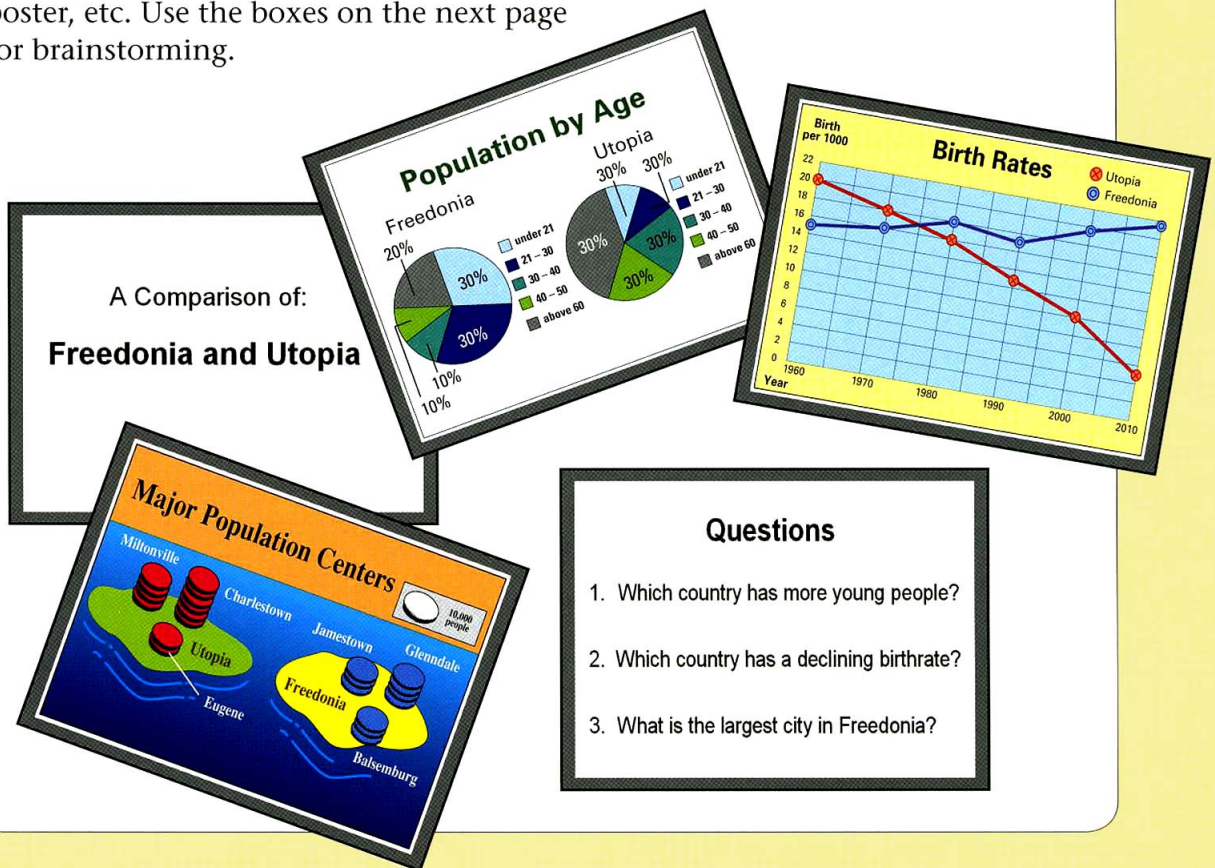 poster, etc. Use the boxes on the next page
or brainstorming.
A Comparison of:
Freedonia and Utopia
Population by Age
Freedonia
20%
30%
30%
10%
10%
under 21
21 – 30
30 – 40
40 – 50
above 60
Utopia
30%
30%
30%
30%
30%
under 21
21 – 30
30 – 40
40 – 50
above 60
Birth
per 1000
Birth Rates
Utopia
Freedonia
22
20
18
16
14
12
10
8
6
4
2
0
1960
1970
1980
1990
2000
2010
Year
Major Population Centers
10,000
people
Miltonville
Charlestown
Utopia
Eugene
Jamestown
Glenndale
Freedonia
Balsemburg
Questions
1. Which country has more young people?
2. Which country has a declining birthrate?
3. What is the largest city in Freedonia?